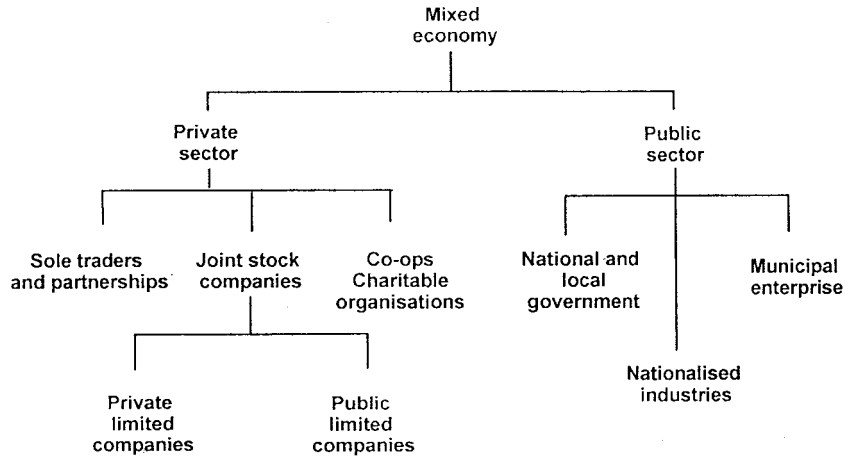 Mixed
economy
Private
sector
Public
sector
Sole traders
and partnerships
Joint stock
companies
Co-ops
Charitable
organisations
National and
local
government
Municipal
enterprise
Nationalised
industries
Private
limited
companies
Public
limited
companies